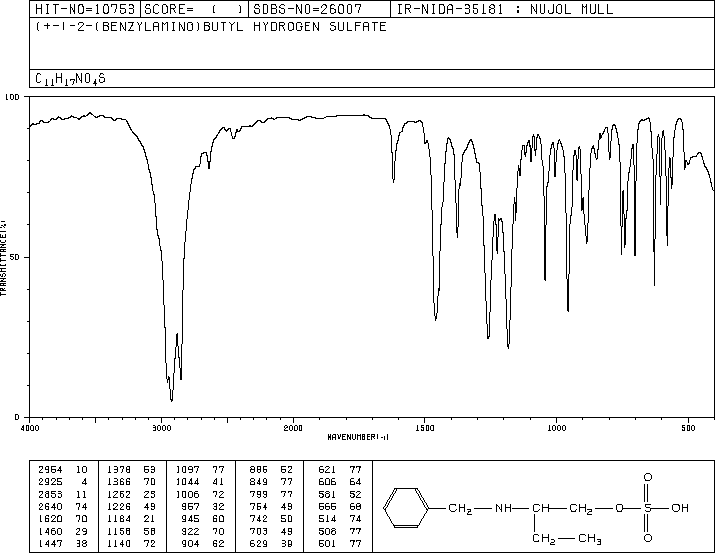 HIT-NO=10753 SCORE= ( ) SDBS-NO=26007 IR-NIDA-35181 : NUJOL MULL
(+-)-2-(BENZYLAMINO)BUTYL HYDROGEN SULFATE
C11H17NO4S
100
50
0
TRANSMITTANCE(%)
4000 3000 2000 1500 1000 500
WAVENUMBER(-1)
2954 10 1378 53 1097 77 886 52 621 77
2925 4 1366 70 1044 41 849 77 606 64
2853 11 1262 23 1006 72 799 77 581 52
2640 74 1226 49 957 32 754 49 566 68
1620 70 1184 21 945 60 742 50 514 74
1460 29 1158 58 922 70 703 49 508 77
1447 38 1140 72 904 62 629 39 501 77
O
CH2 NH CH CH2 O S OH
CH2 CH3 O